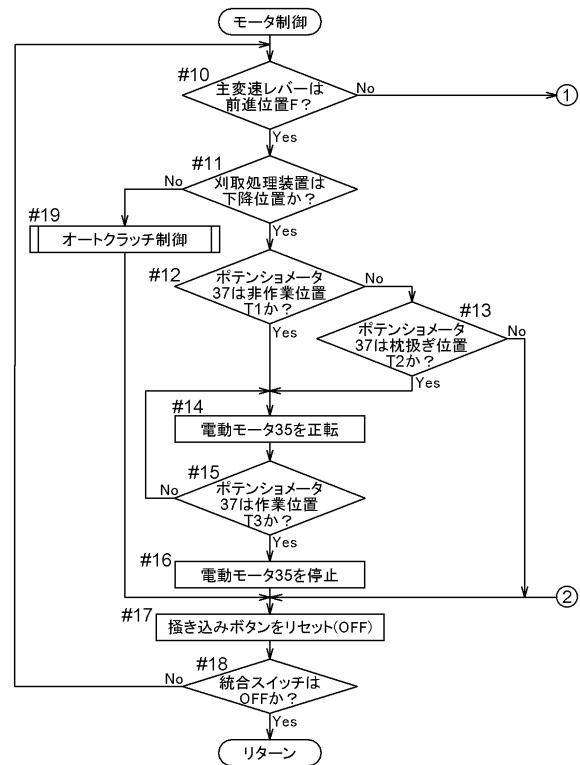 モータ制御
#10
主変速レバーは
前進位置F?
No
①
Yes
#11
刈取処理装置は
下降位置か?
No
Yes
#19
オートクラッチ制御
#12
ポテンショメータ
37は非作業位置
T1か?
No
Yes
#13
ポテンショメータ
37は枕扱ぎ位置
T2か?
No
Yes
#14
電動モータ35を正転
#15
ポテンショメータ
37は作業位置
T3か?
No
Yes
#16
電動モータ35を停止
②
#17
掻き込みボタンをリセット(OFF)
#18
統合スイッチは
OFFか?
No
Yes
リターン